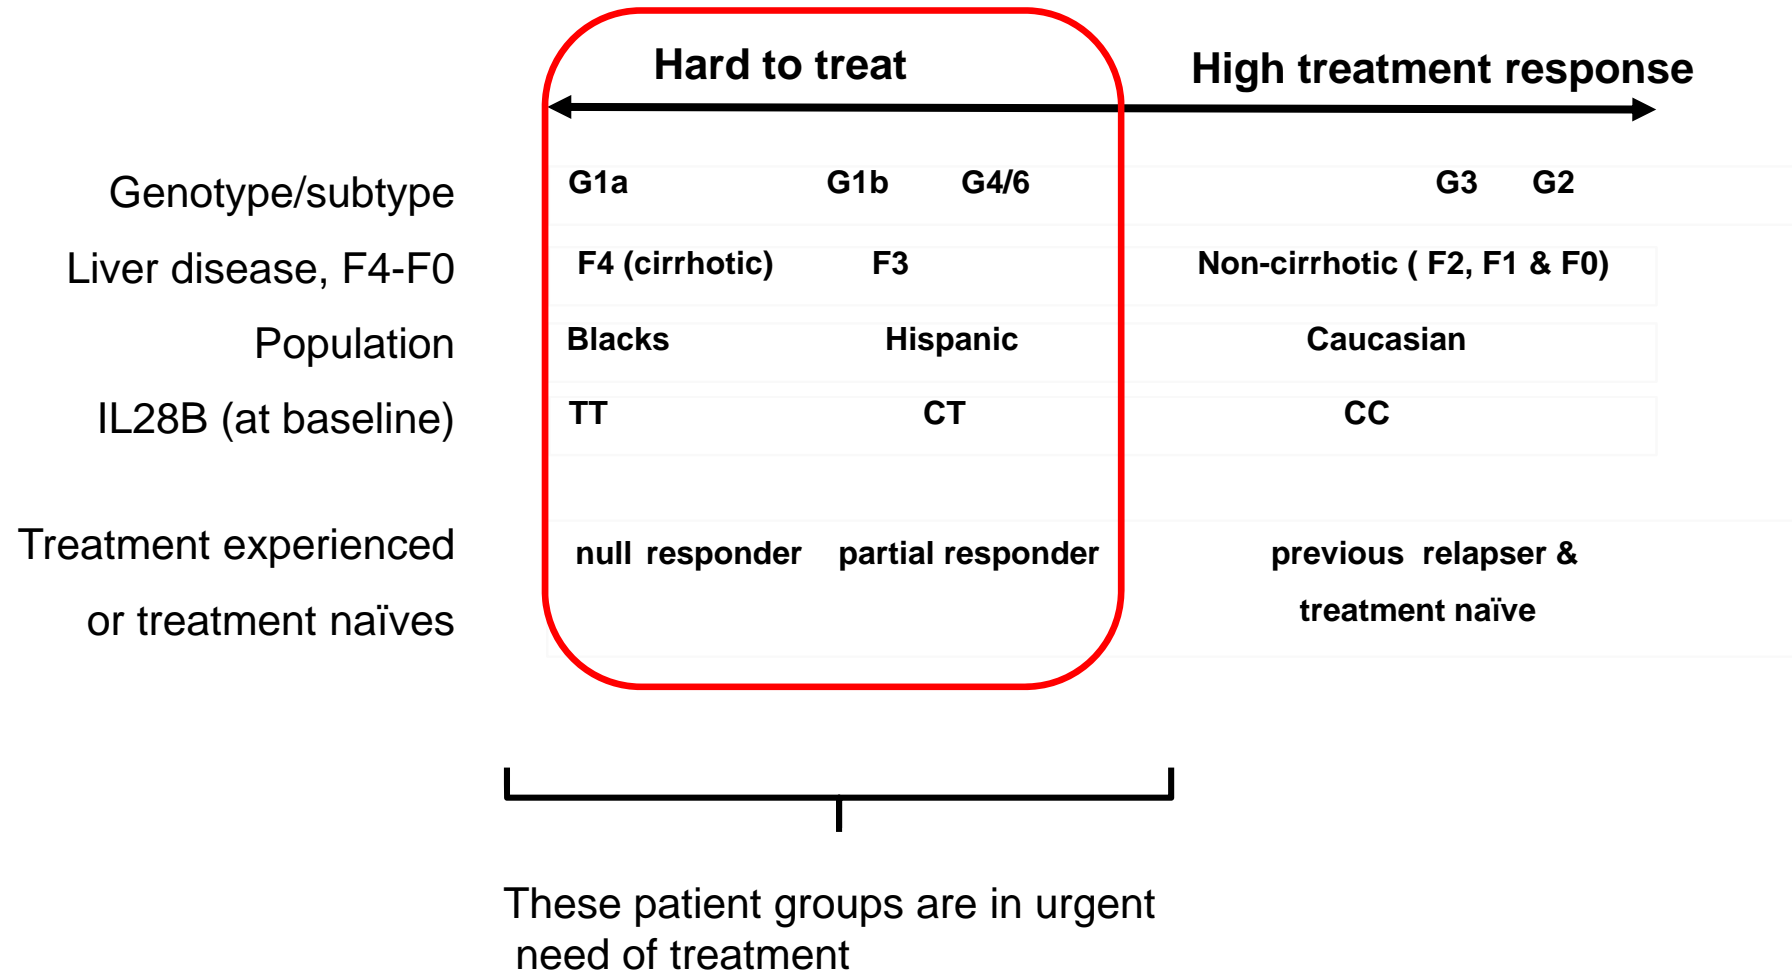 Hard to treat High treatment response
Genotype/subtype G1a G1b G4/6 G3 G2
Liver disease, F4-F0 F4 (cirrhotic) F3 Non-cirrhotic ( F2, F1 & F0)
Population Blacks Hispanic Caucasian
IL28B (at baseline) TT CT CC
Treatment experienced null responder partial responder previous relapser &
or treatment naïves treatment naïve
These patient groups are in urgent
need of treatment